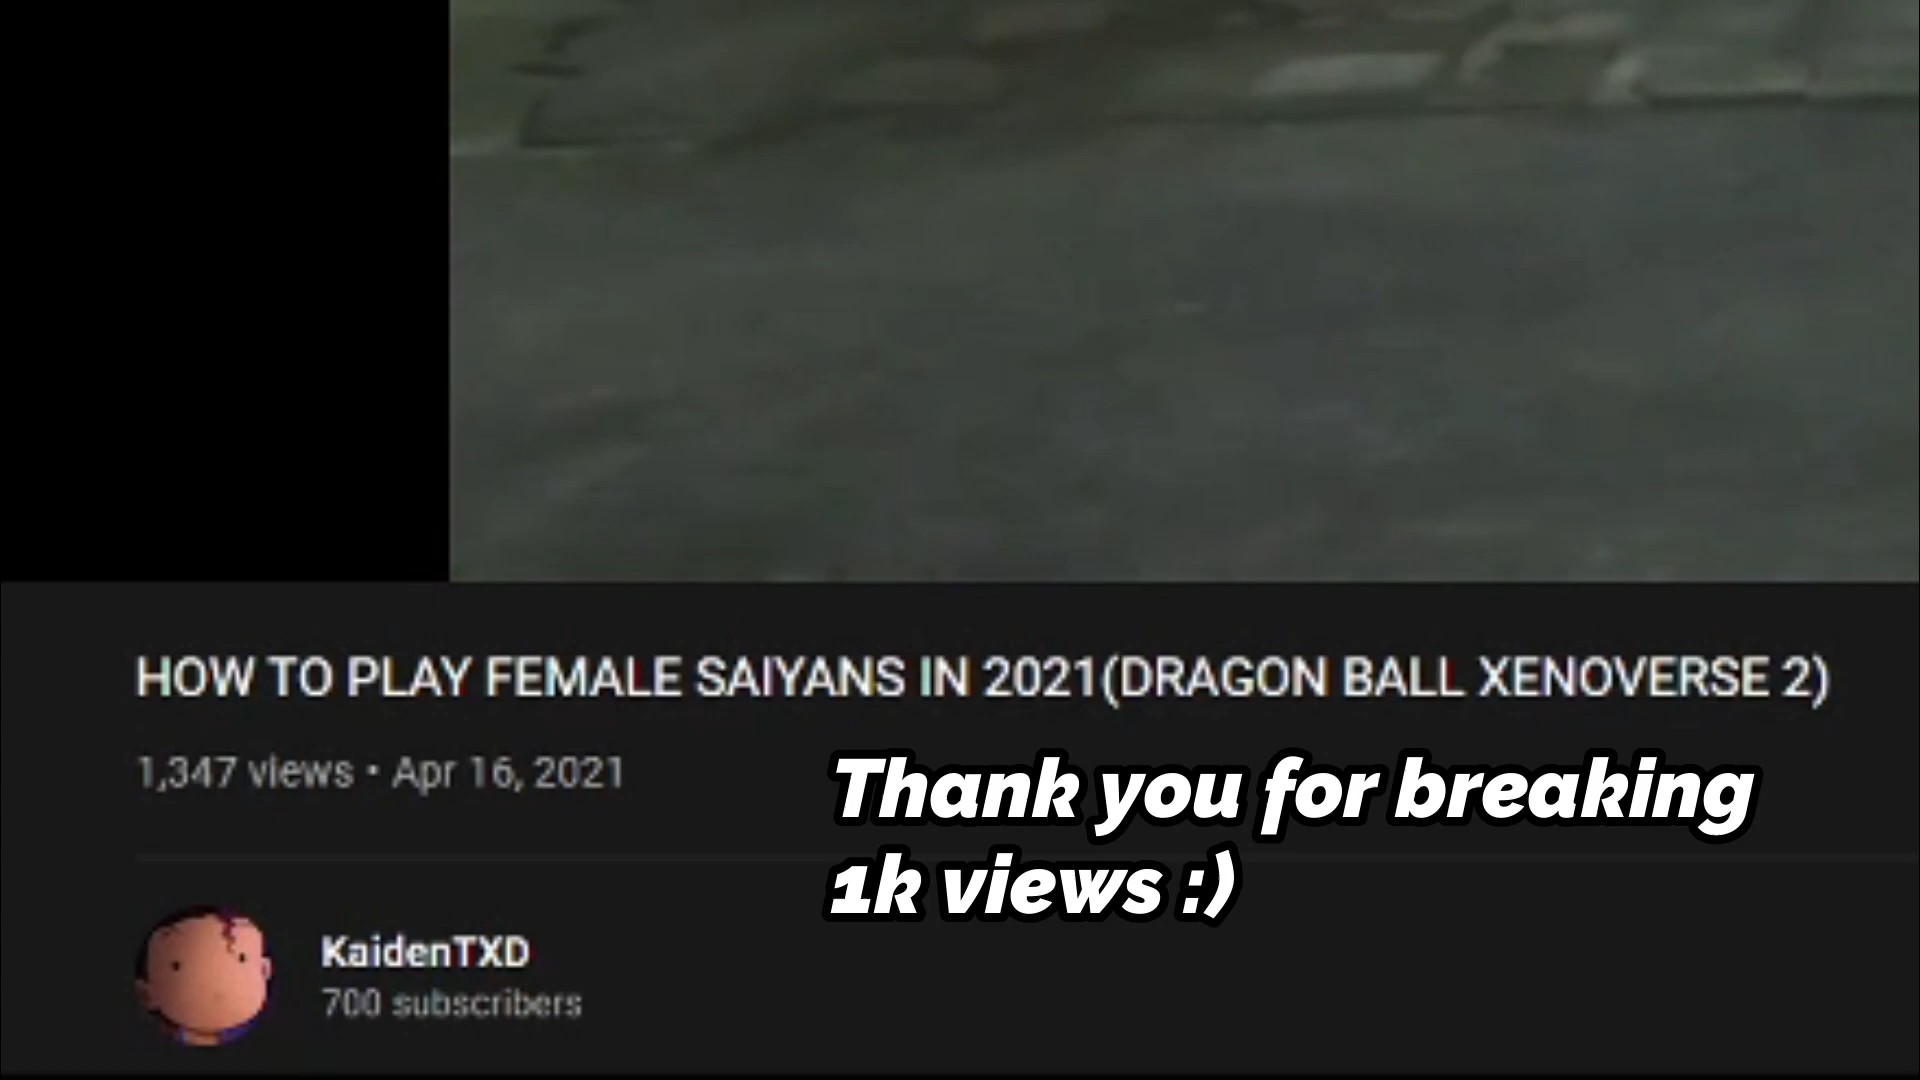 HOW TO PLAY FEMALE SAIYANS IN 2021(DRAGON BALL XENOVERSE 2)
1,347 views • Apr 16, 2021
Thank you for breaking
1k views :)
KaidenTXD
700 subscribers